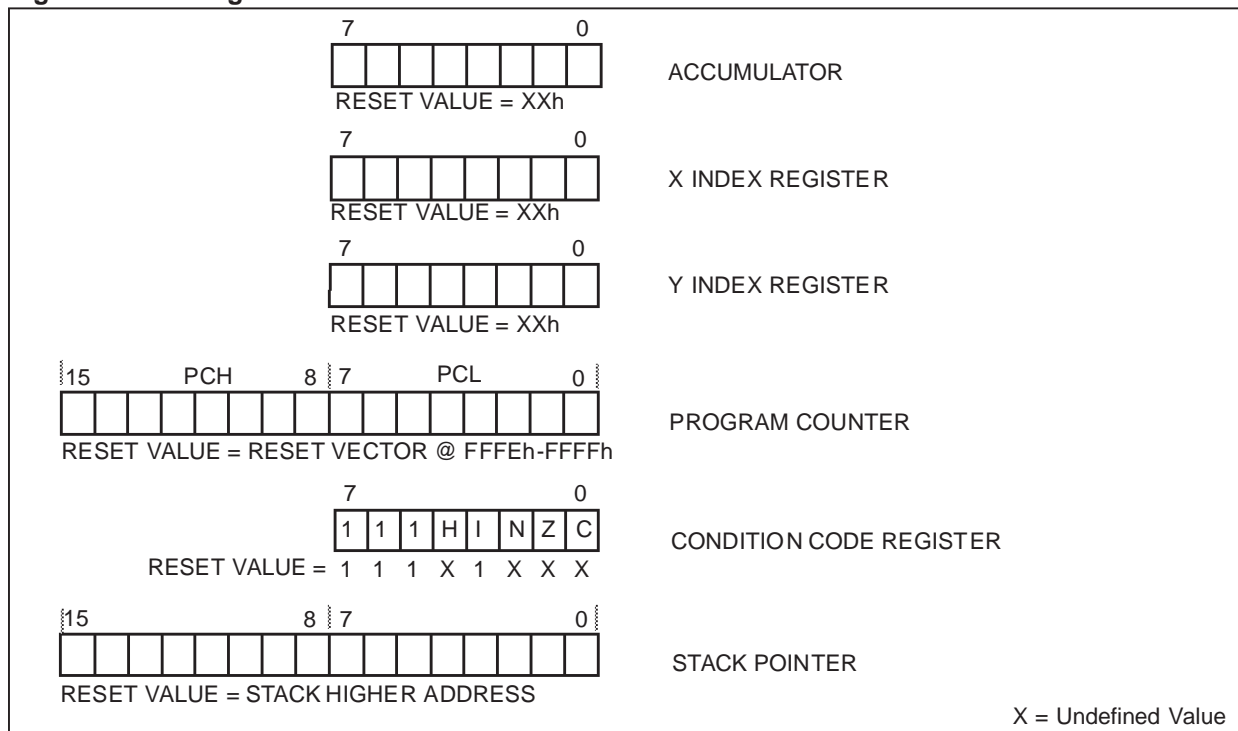 7 0
ACCUMULATOR
RESET VALUE = XXh
7 0
X INDEX REGISTER
RESET VALUE = XXh
7 0
Y INDEX REGISTER
RESET VALUE = XXh
15 PCH 8 7 PCL 0
PROGRAM COUNTER
RESET VALUE = RESET VECTOR @ FFFEh-FFFFh
7 0
1 1 1 H I N Z C
CONDITION CODE REGISTER
RESET VALUE = 1 1 1 X 1 X X X
15 8 7 0
STACK POINTER
RESET VALUE = STACK HIGHER ADDRESS
X = Undefined Value